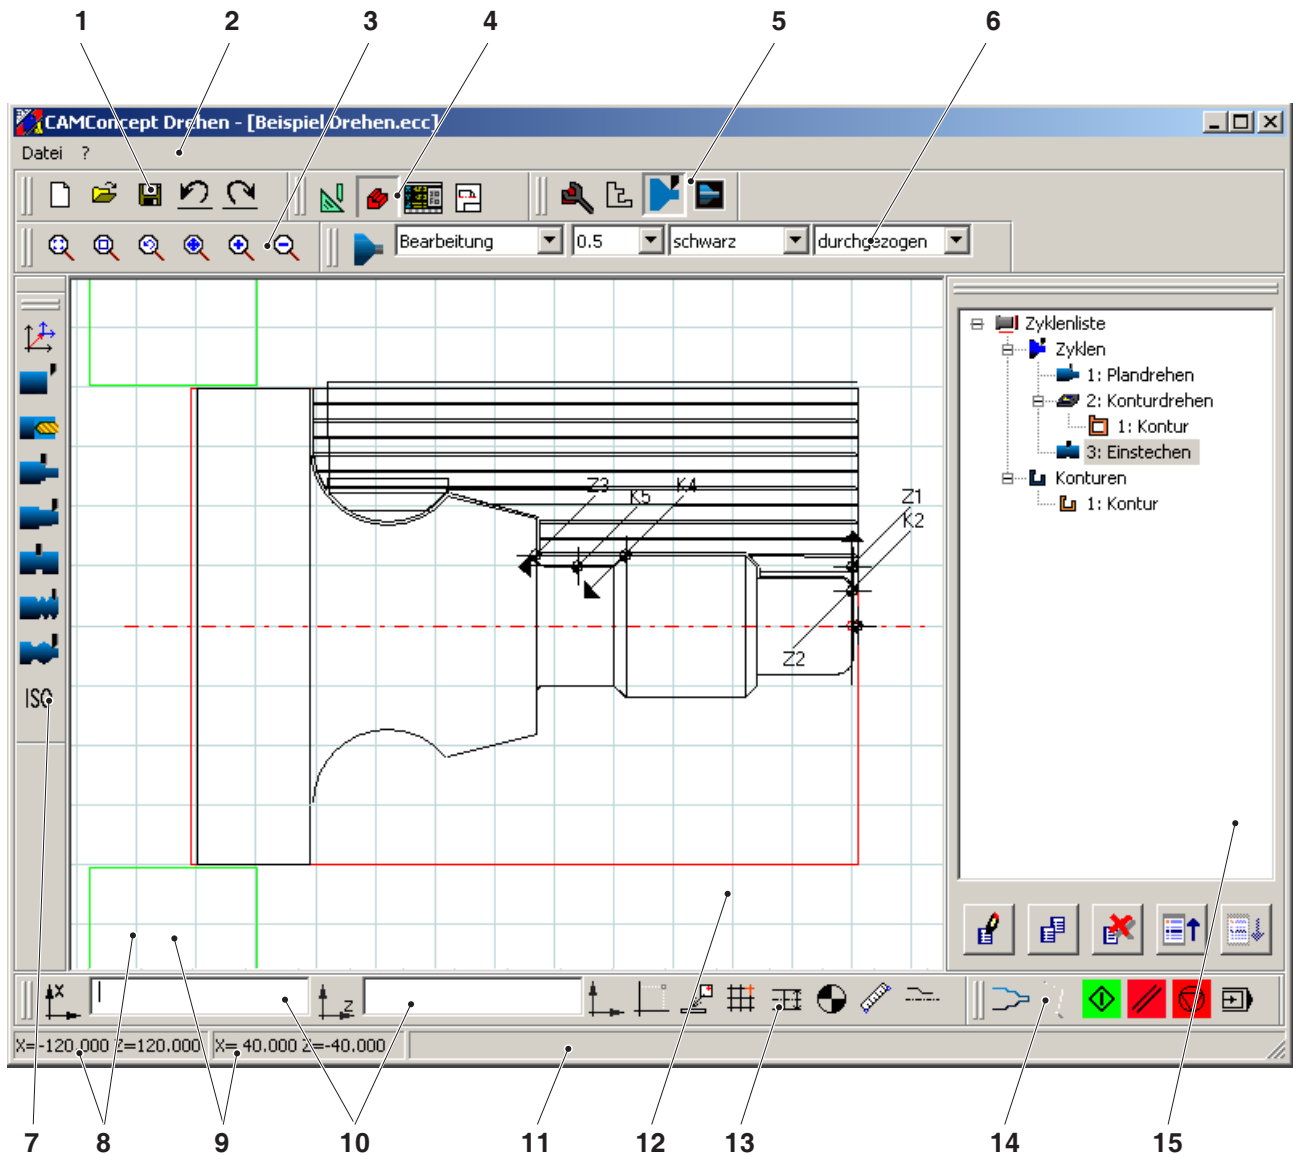 1 2 3 4 5 6
CAMConcept Drehen - [Beispiel Drehen.ecc]
Datei ?
Bearbeitung 0.5 schwarz durchgezogen
Zyklenliste
Zyklen
1: Plandrehen
2: Konturdrehen
1: Kontur
3: Einstechen
Konturen
1: Kontur
Z3 K5 K4 Z1
K2
Z2
ISO
X Z
X=-120.000 Z=120.000 X= 40.000 Z=-40.000
7 8 9 10 11 12 13 14 15